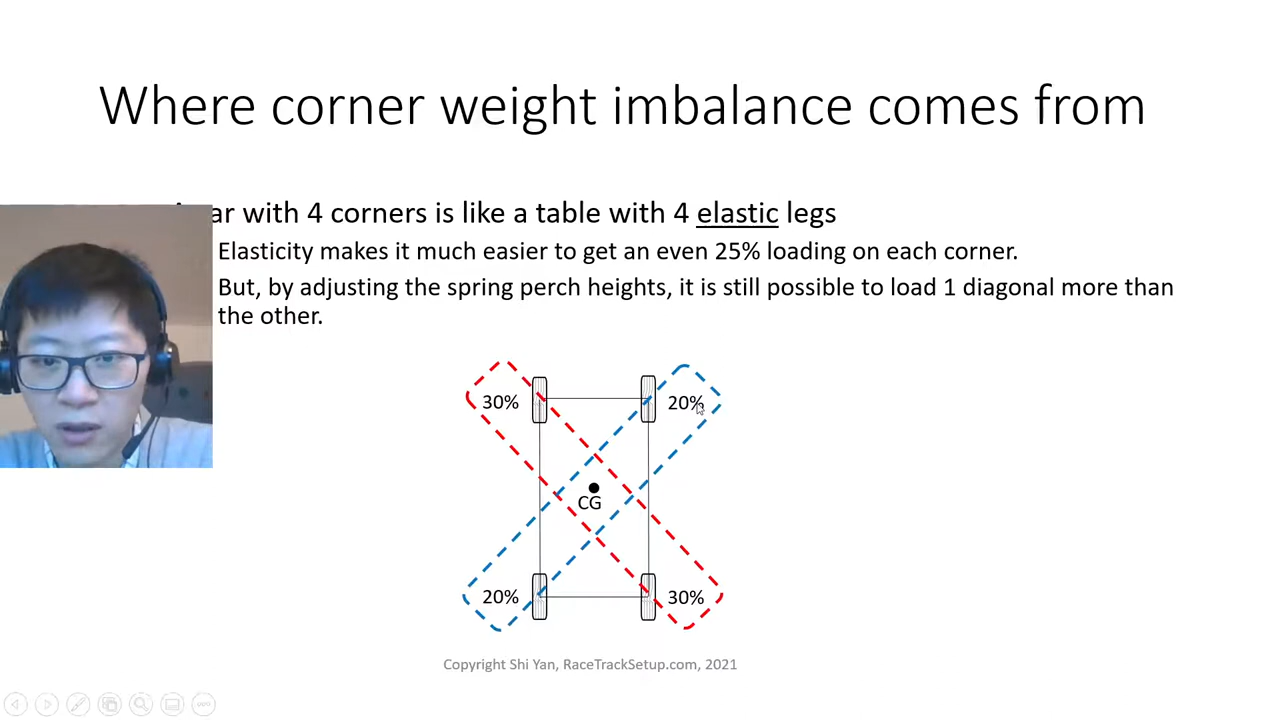 Where corner weight imbalance comes from
ar with 4 corners is like a table with 4 elastic legs
Elasticity makes it much easier to get an even 25% loading on each corner.
But, by adjusting the spring perch heights, it is still possible to load 1 diagonal more than
the other.
30% 20%
CG
20% 30%
Copyright Shi Yan, RaceTrackSetup.com, 2021